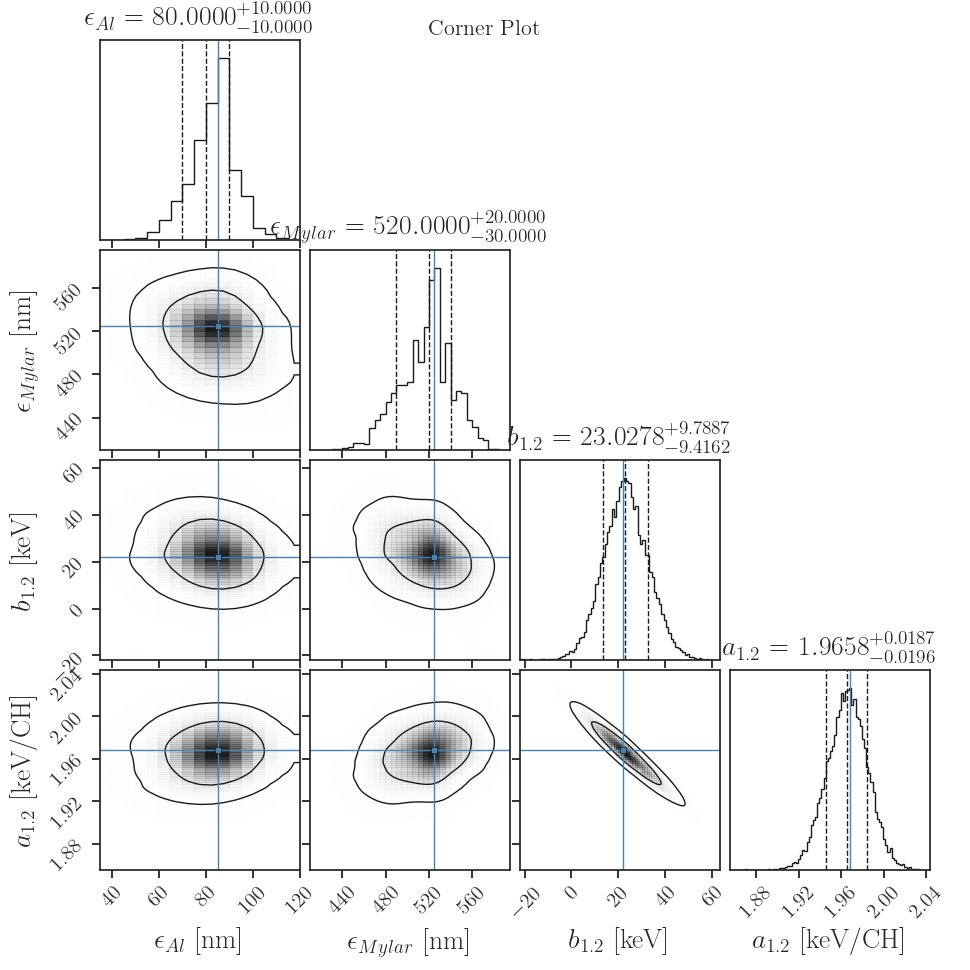 Corner Plot
ϵ_{Al} = 80.0000^{+10.0000}_{−10.0000}
ϵ_{Mylar} = 520.0000^{+20.0000}_{−30.0000}
b_{1.2} = 23.0278^{+9.7887}_{−9.4162}
a_{1.2} = 1.9658^{+0.0187}_{−0.0196}
ϵ_{Mylar} [nm]
560
520
480
440
b_{1.2} [keV]
60
40
20
0
−20
a_{1.2} [keV/CH]
2.04
2.00
1.96
1.92
1.88
40 60 80 100 120
440 480 520 560
−20 0 20 40 60
1.88 1.92 1.96 2.00 2.04
ϵ_{Al} [nm]
ϵ_{Mylar} [nm]
b_{1.2} [keV]
a_{1.2} [keV/CH]